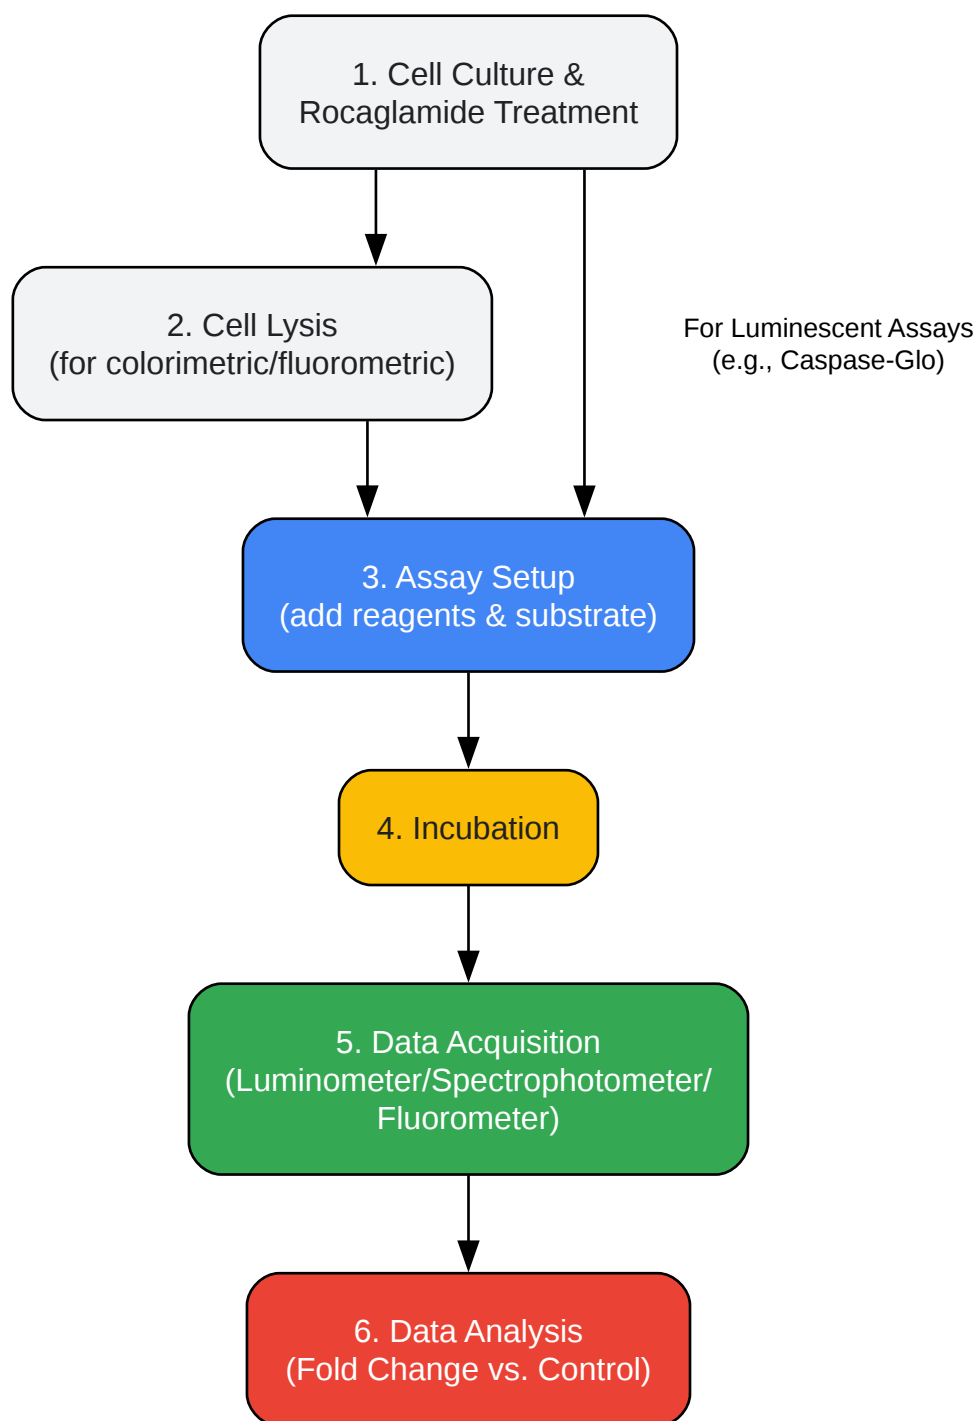 1. Cell Culture &
Rocaglamide Treatment
2. Cell Lysis
(for colorimetric/fluorometric)
For Luminescent Assays
(e.g., Caspase-Glo)
3. Assay Setup
(add reagents & substrate)
4. Incubation
5. Data Acquisition
(Luminometer/Spectrophotometer/
Fluorometer)
6. Data Analysis
(Fold Change vs. Control)